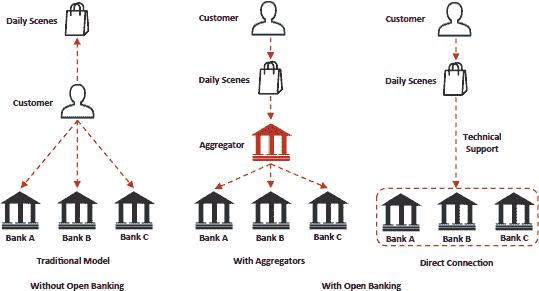 Daily Scenes
Customer
Bank A
Bank B
Bank C
Traditional Model
Without Open Banking
Customer
Daily Scenes
Aggregator
Bank A
Bank B
Bank C
With Aggregators
Customer
Daily Scenes
Technical
Support
Bank A
Bank B
Bank C
Direct Connection
With Open Banking